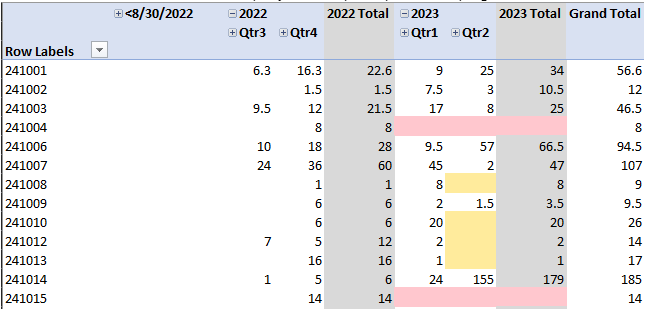 <8/30/2022 2022 2022 Total 2023 2023 Total Grand Total
Qtr3 Qtr4 Qtr1 Qtr2
Row Labels
241001 6.3 16.3 22.6 9 25 34 56.6
241002 1.5 1.5 7.5 3 10.5 12
241003 9.5 12 21.5 17 8 25 46.5
241004 8 8 8
241006 10 18 28 9.5 57 66.5 94.5
241007 24 36 60 45 2 47 107
241008 1 1 8 8 9
241009 6 6 2 1.5 3.5 9.5
241010 6 6 20 20 26
241012 7 5 12 2 2 14
241013 16 16 1 1 17
241014 1 5 6 24 155 179 185
241015 14 14 14